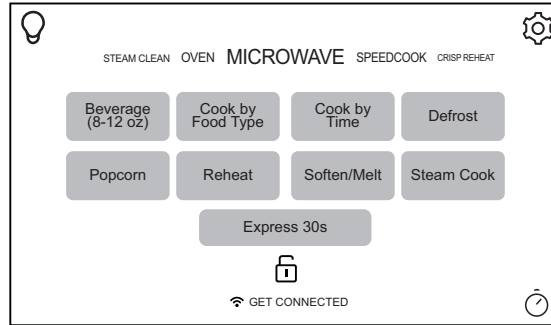 STEAM CLEAN OVEN MICROWAVE SPEEDCOOK CRISP REHEAT
Beverage
(8-12 oz)
Cook by
Food Type
Cook by
Time
Defrost
Popcorn
Reheat
Soften/Melt
Steam Cook
Express 30s
GET CONNECTED